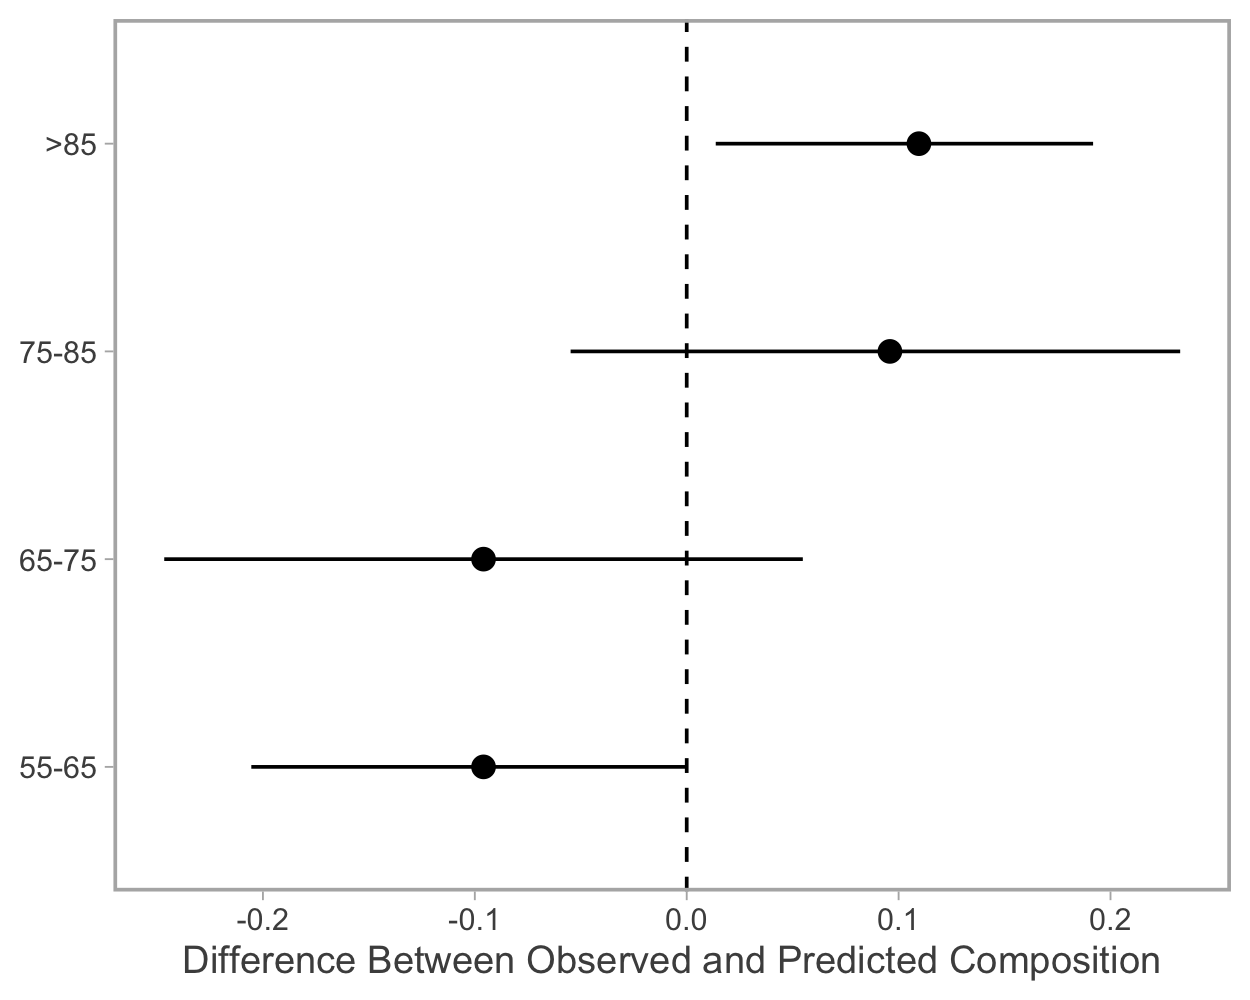 >85
75-85
65-75
55-65
-0.2 -0.1 0.0 0.1 0.2
Difference Between Observed and Predicted Composition